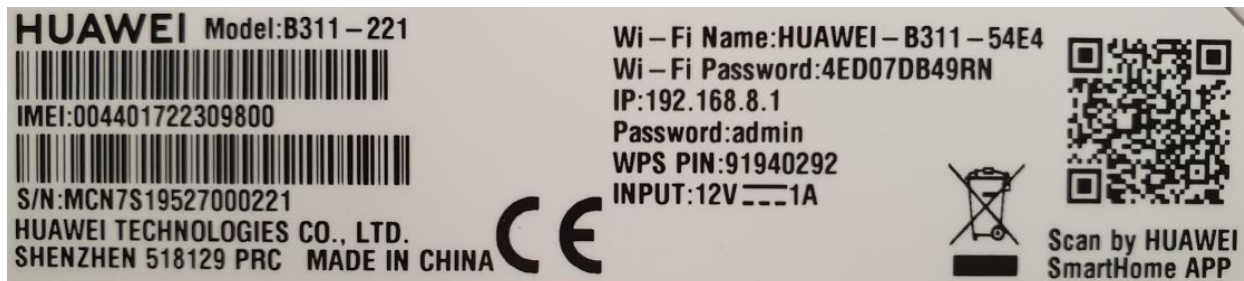 HUAWEI Model:B311-221
IMEI:004401722309800
S/N:MCN7S19527000221
HUAWEI TECHNOLOGIES CO., LTD.
SHENZHEN 518129 PRC MADE IN CHINA
CE
Wi-Fi Name:HUAWEI-B311-54E4
Wi-Fi Password:4ED07DB49RN
IP:192.168.8.1
Password:admin
WPS PIN:91940292
INPUT:12V⎓1A
Scan by HUAWEI
SmartHome APP